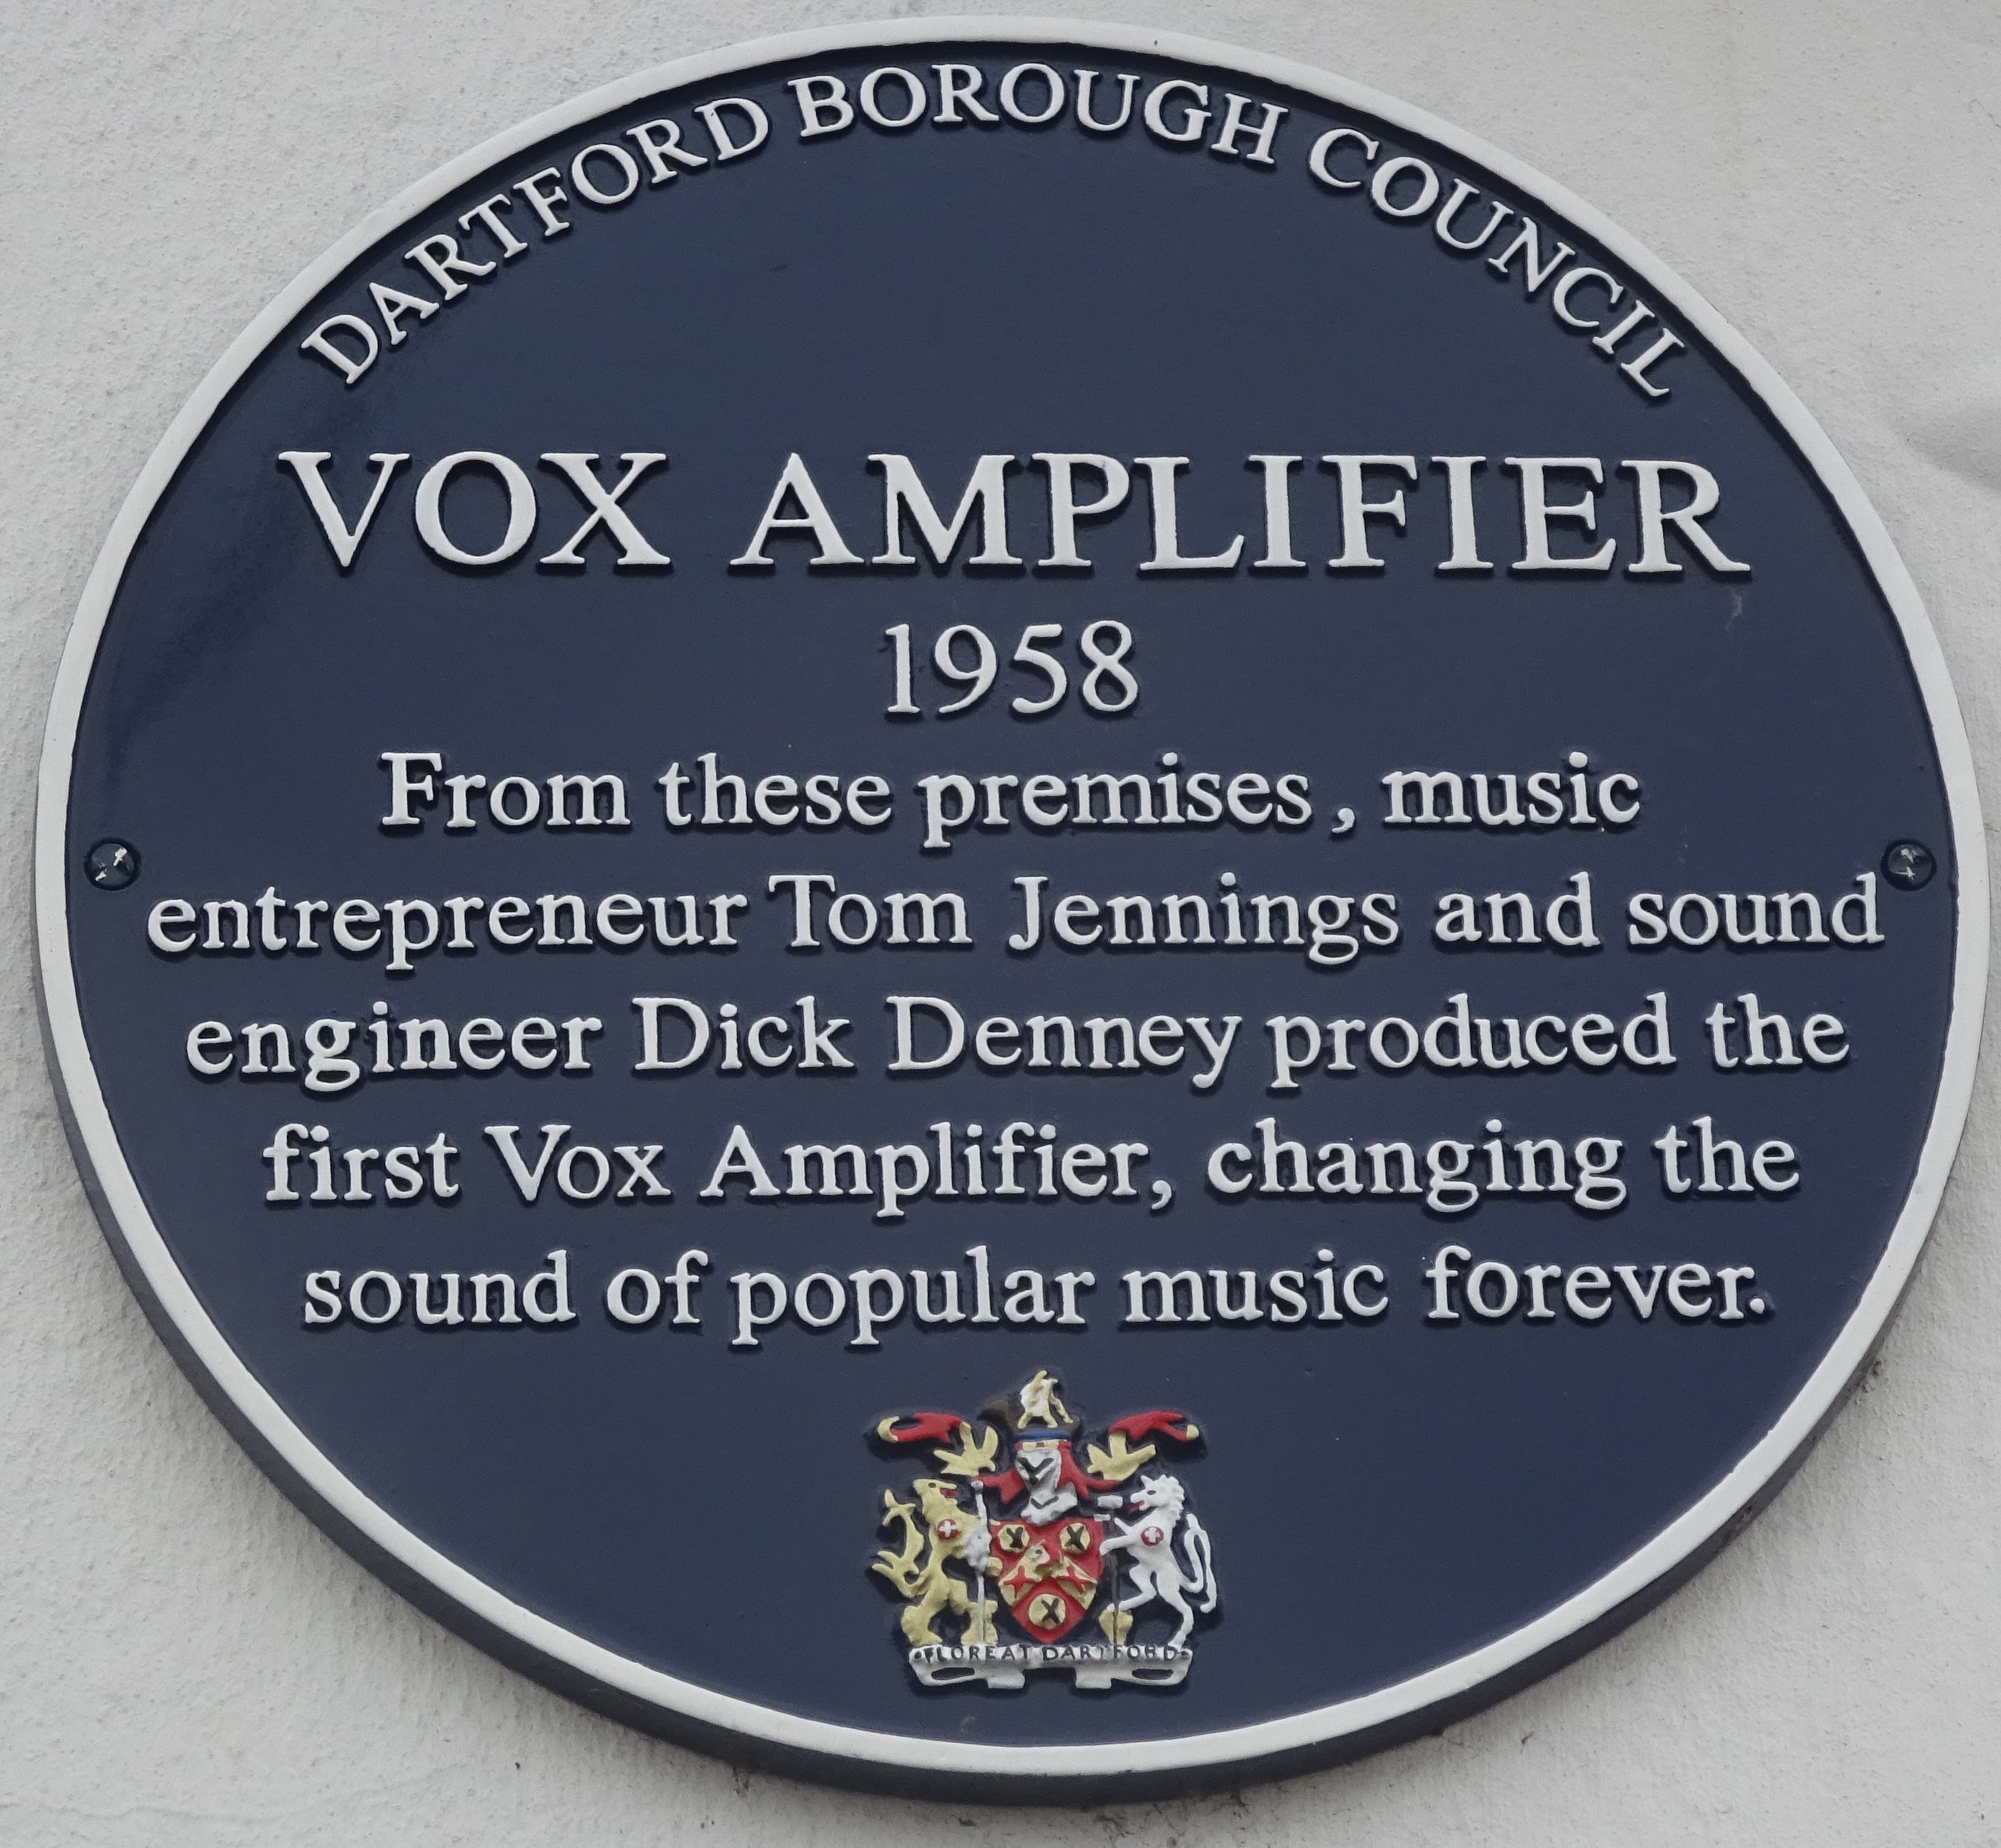 DARTFORD BOROUGH COUNCIL
VOX AMPLIFIER
1958
From these premises , music
entrepreneur Tom Jennings and sound
engineer Dick Denney produced the
first Vox Amplifier, changing the
sound of popular music forever.
FLOREAT DARTFORD